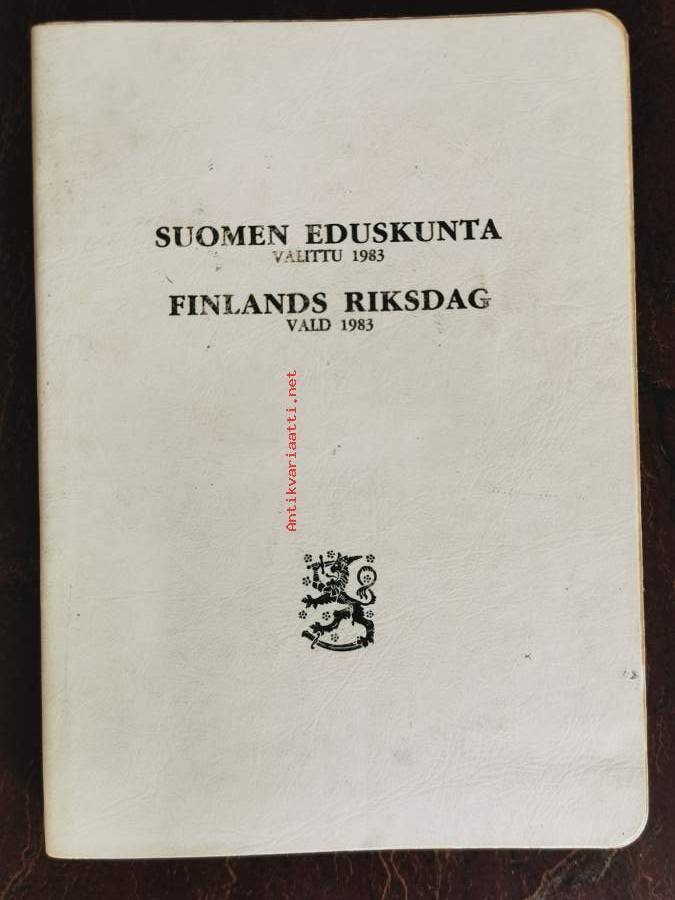 SUOMEN EDUSKUNTA
VALITTU 1983
FINLANDS RIKSDAG
VALD 1983
Antikvariaatti.net